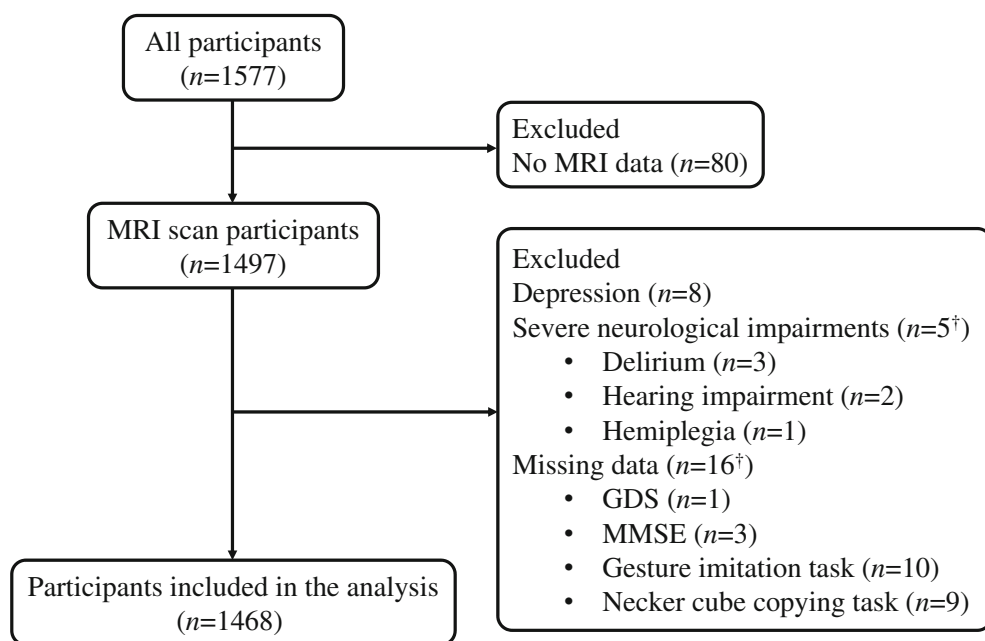 All participants
(n=1577)
Excluded
No MRI data (n=80)
MRI scan participants
(n=1497)
Excluded
Depression (n=8)
Severe neurological impairments (n=5†)
• Delirium (n=3)
• Hearing impairment (n=2)
• Hemiplegia (n=1)
Missing data (n=16†)
• GDS (n=1)
• MMSE (n=3)
• Gesture imitation task (n=10)
• Necker cube copying task (n=9)
Participants included in the analysis
(n=1468)